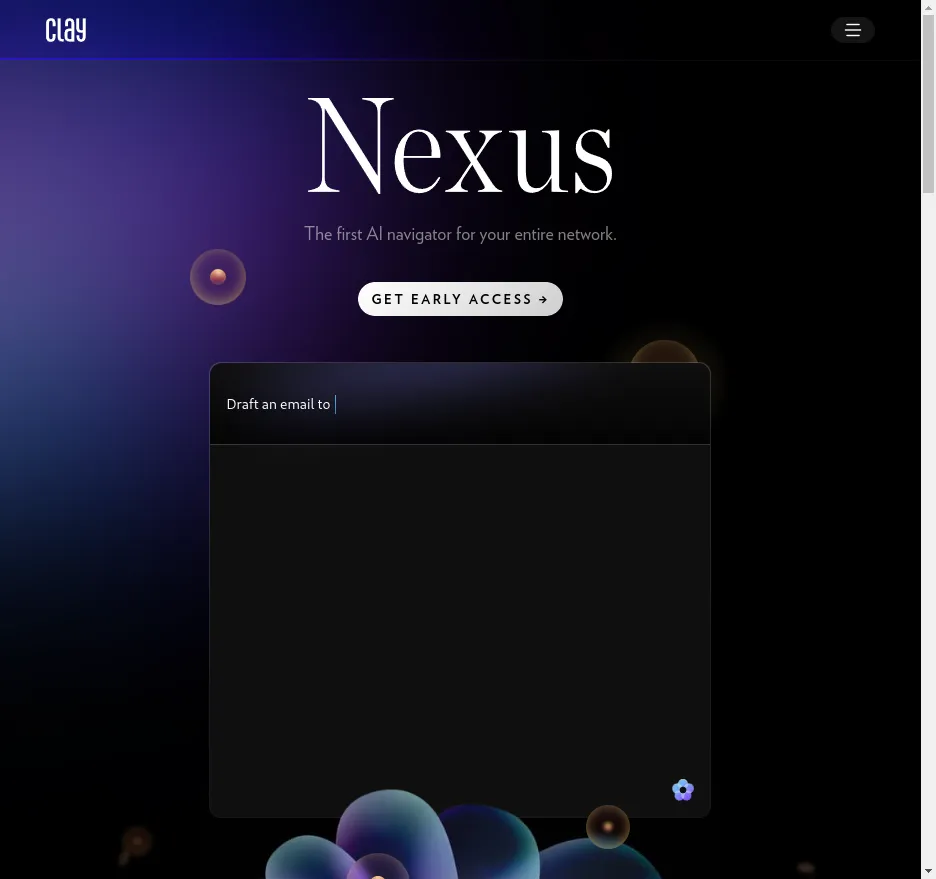 CLAY
Nexus
The first AI navigator for your entire network.
GET EARLY ACCESS →
Draft an email to